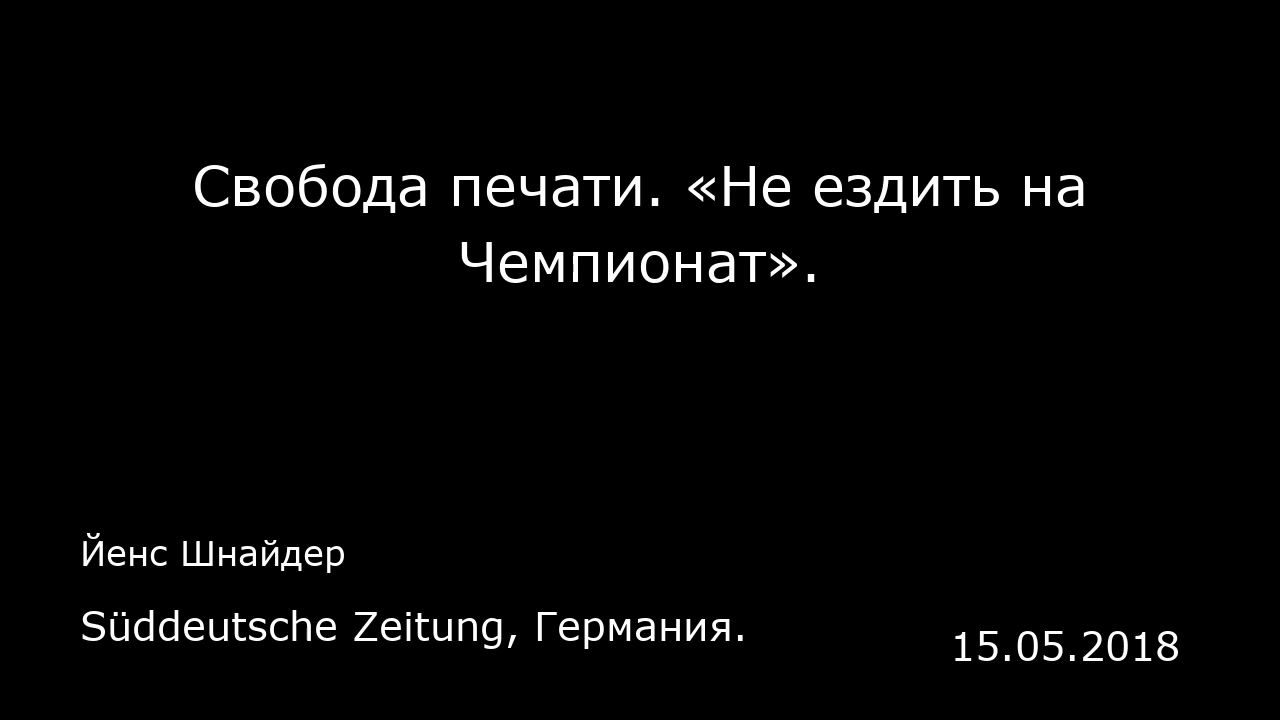 Свобода печати. «Не ездить на
Чемпионат».
Йенс Шнайдер
Süddeutsche Zeitung, Германия.
15.05.2018